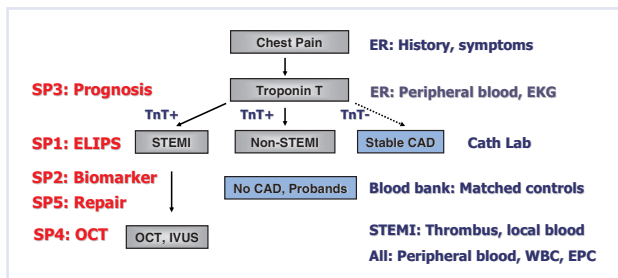 Chest Pain ER: History, symptoms
SP3: Prognosis Troponin T ER: Peripheral blood, EKG
TnT+ TnT+ TnT-
SP1: ELIPS STEMI Non-STEMI Stable CAD Cath Lab
SP2: Biomarker
No CAD, Probands Blood bank: Matched controls
SP5: Repair
STEMI: Thrombus, local blood
SP4: OCT OCT, IVUS
All: Peripheral blood, WBC, EPC